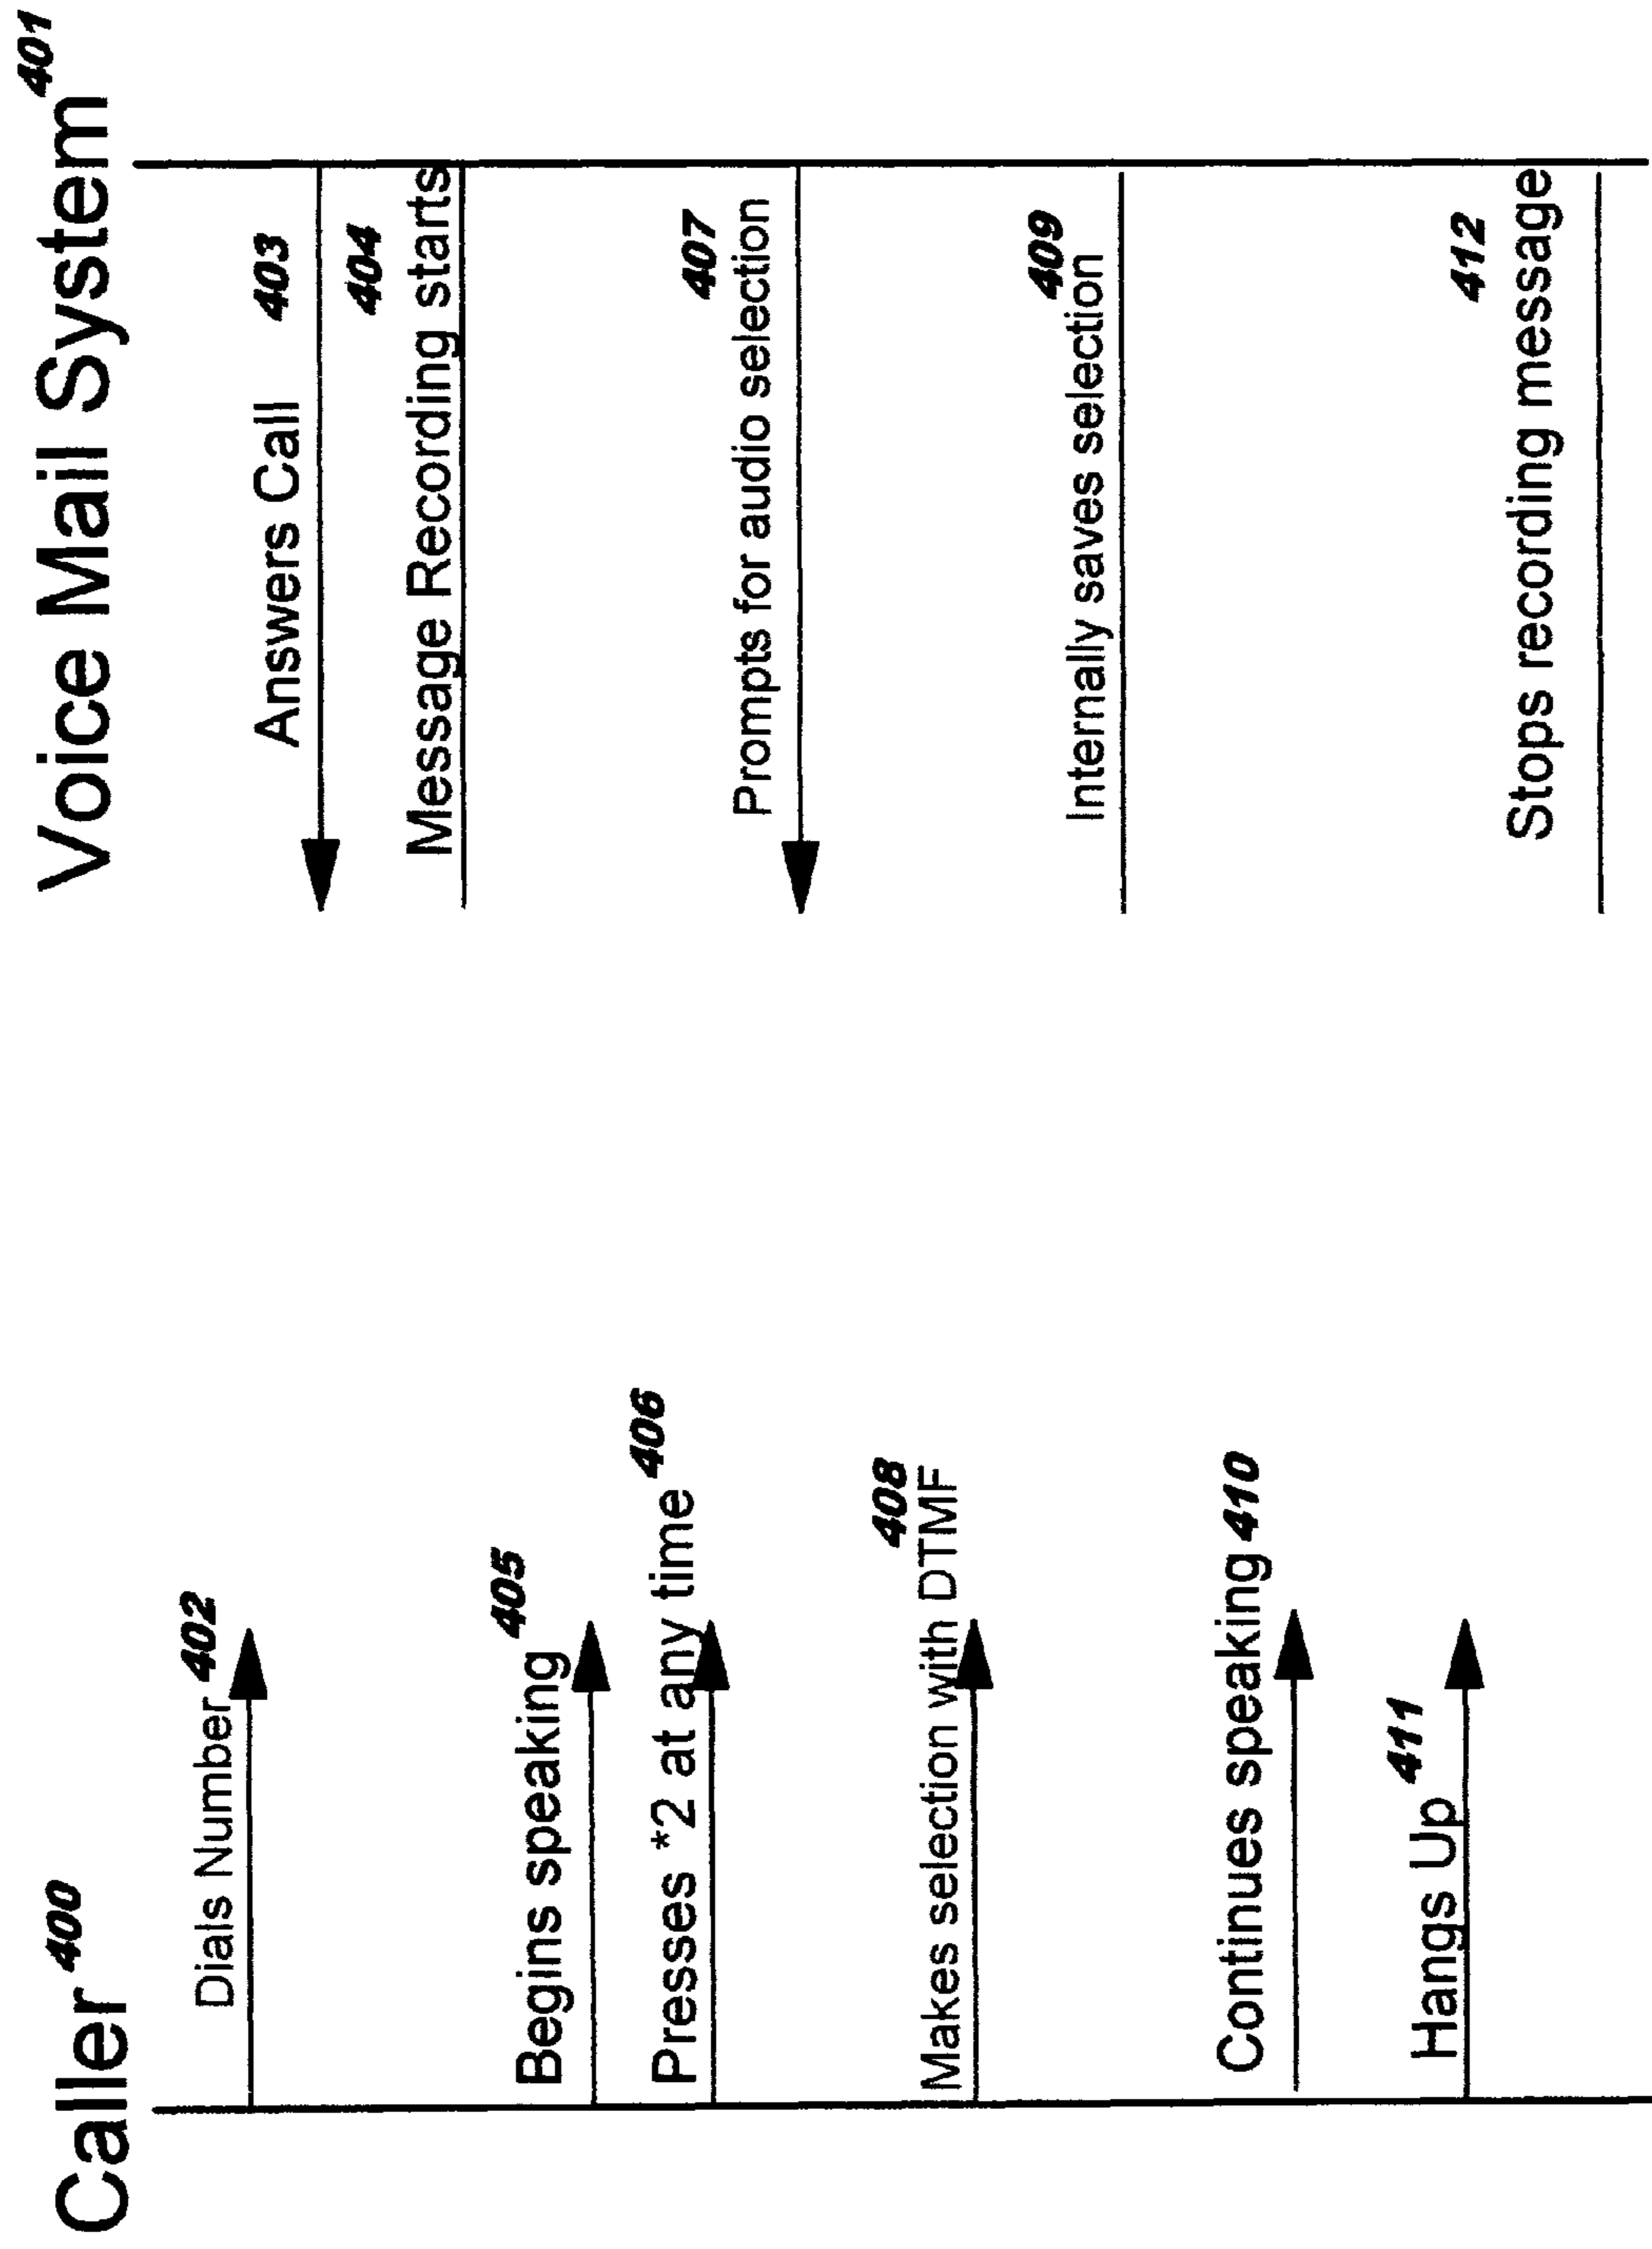 Caller 400
Voice Mail System 401
Dials Number 402
Answers Call 403
404
Message Recording starts
Begins speaking 405
Presses *2 at any time 406
407
Prompts for audio selection
408
Makes selection with DTMF
409
Internally saves selection
Continues speaking 410
Hangs Up 411
412
Stops recording message